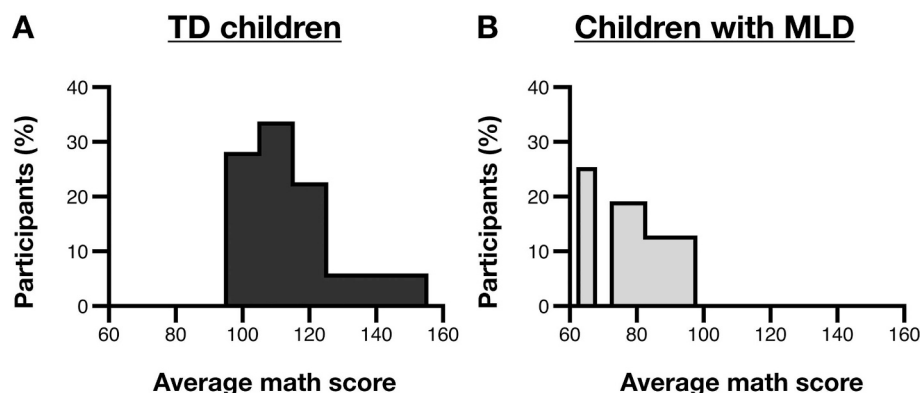 A
TD children
Participants (%)
40
30
20
10
0
60 80 100 120 140 160
Average math score
B
Children with MLD
Participants (%)
40
30
20
10
0
60 80 100 120 140 160
Average math score